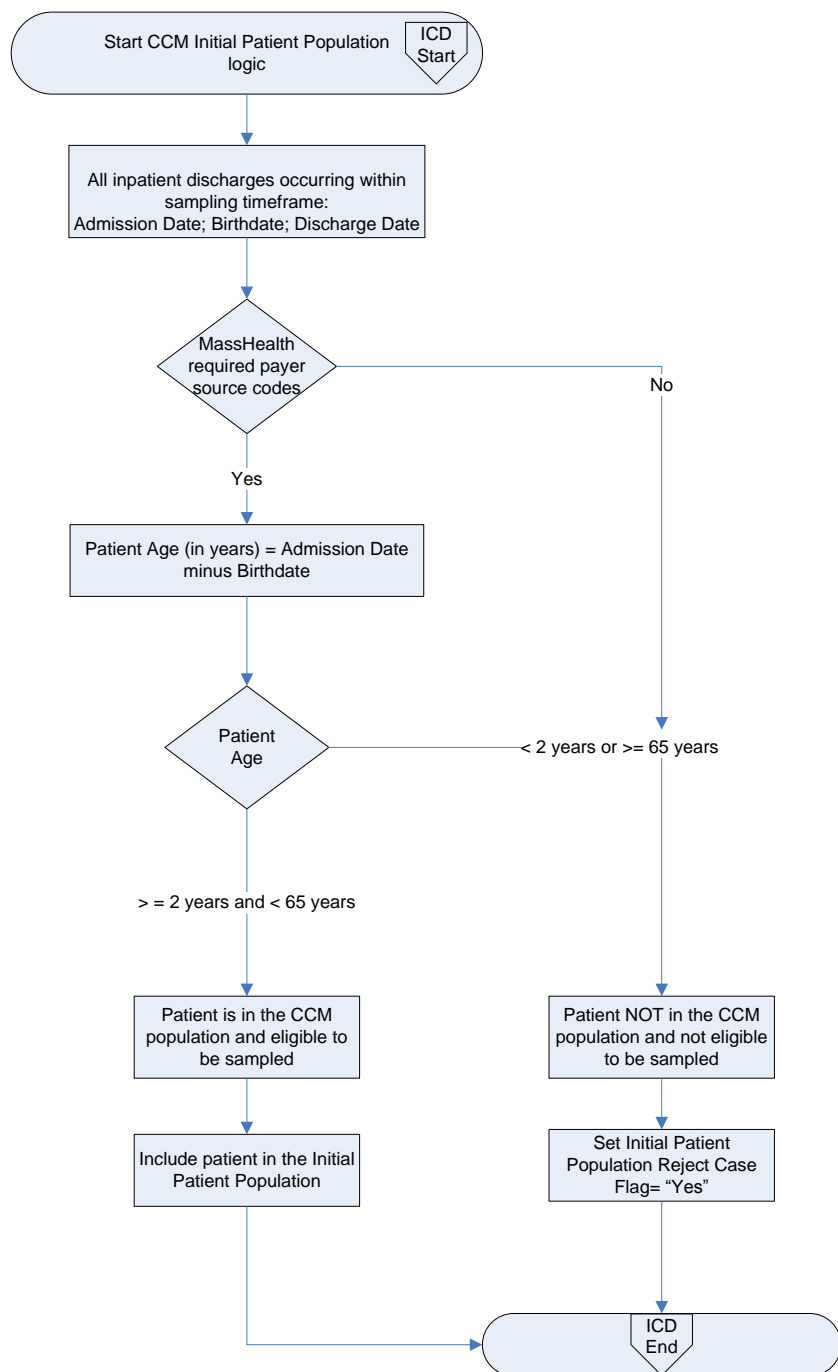 Start CCM Initial Patient Population
logic
ICD
Start
All inpatient discharges occurring within
sampling timeframe:
Admission Date; Birthdate; Discharge Date
MassHealth
required payer
source codes
No
Yes
Patient Age (in years) = Admission Date
minus Birthdate
Patient
Age
< 2 years or >= 65 years
> = 2 years and < 65 years
Patient is in the CCM
population and eligible to
be sampled
Patient NOT in the CCM
population and not eligible
to be sampled
Include patient in the Initial
Patient Population
Set Initial Patient
Population Reject Case
Flag= “Yes”
ICD
End